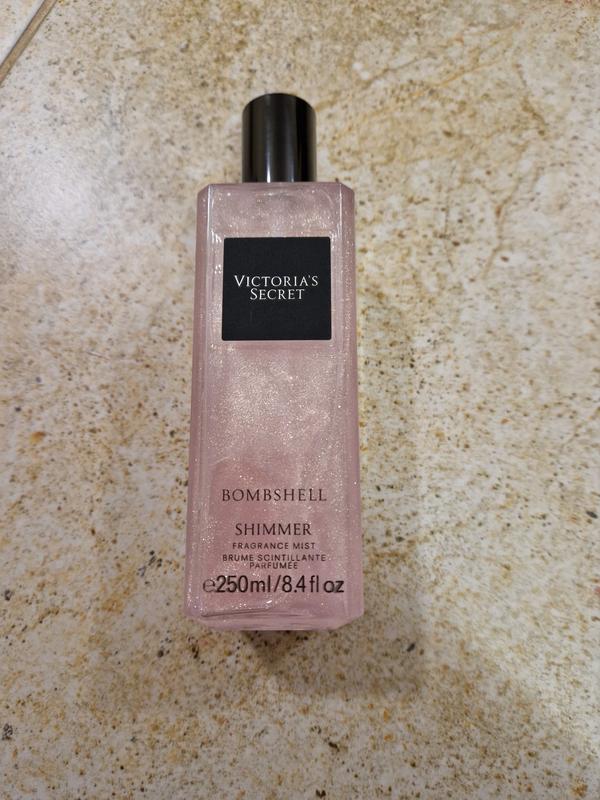 VICTORIA'S
SECRET
BOMBSHELL
SHIMMER
FRAGRANCE MIST
BRUME SCINTILLANTE
PARFUMÉE
℮250ml/8.4 fl oz